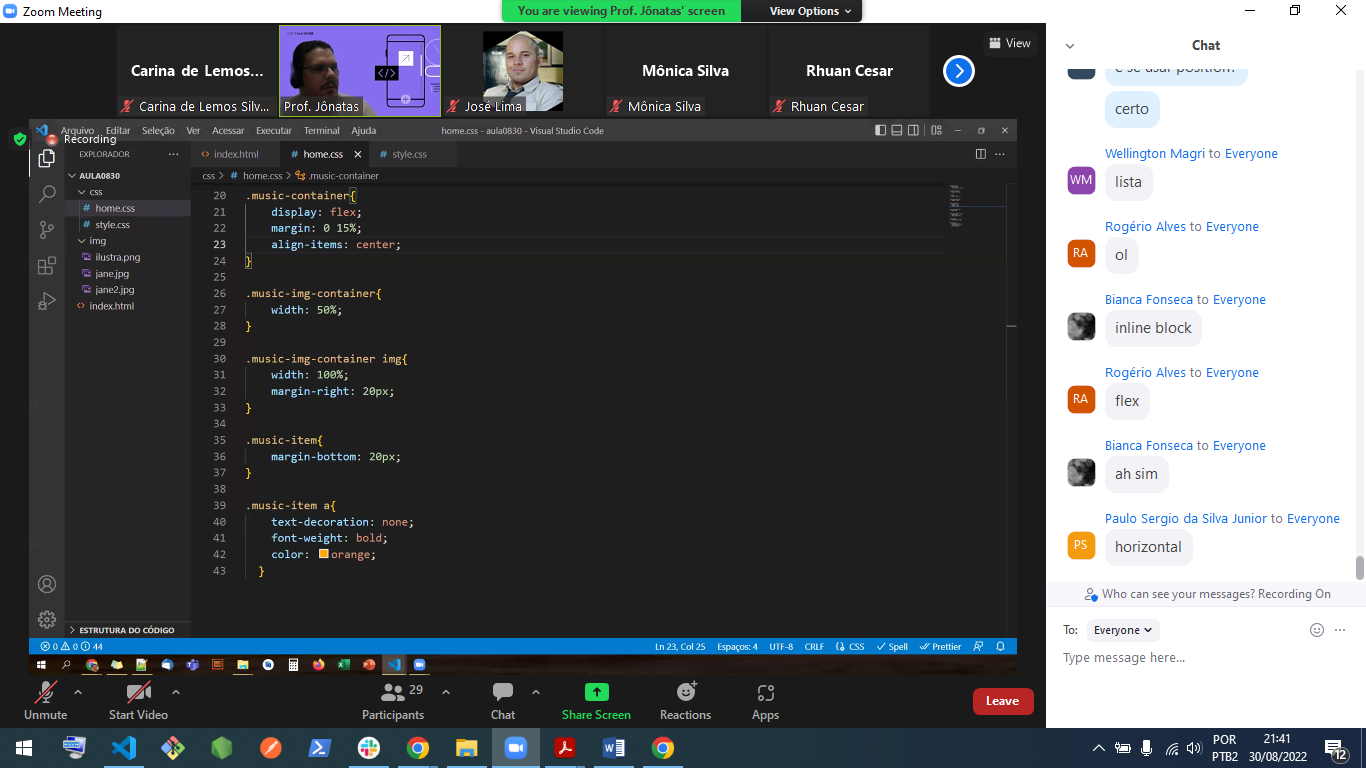 Zoom Meeting
You are viewing Prof. Jônatas' screen
View Options
Carina de Lemos...
Carina de Lemos Silv...
Prof. Jônatas
José Lima
Mônica Silva
Mônica Silva
Rhuan Cesar
Rhuan Cesar
View
Recording
Arquivo Editar Seleção Ver Acessar Executar Terminal Ajuda
home.css - aula0830 - Visual Studio Code
EXPLORADOR
index.html
home.css
style.css
css > # home.css > .music-container
AULA0830
css
# home.css
# style.css
img
ilustra.png
jane.jpg
jane2.jpg
<> index.html
ESTRUTURA DO CÓDIGO
20 .music-container{
21 display: flex;
22 margin: 0 15%;
23 align-items: center;
24 }
25
26 .music-img-container{
27 width: 50%;
28 }
29
30 .music-img-container img{
31 width: 100%;
32 margin-right: 20px;
33 }
34
35 .music-item{
36 margin-bottom: 20px;
37 }
38
39 .music-item a{
40 text-decoration: none;
41 font-weight: bold;
42 color: orange;
43 }
0 0 44
Ln 23, Col 25 Espaços: 4 UTF-8 CRLF CSS Spell Prettier
Unmute
Start Video
29
Participants
Chat
Share Screen
Reactions
Apps
Leave
Chat
e se usar position?
certo
Wellington Magri to Everyone
WM
lista
Rogério Alves to Everyone
RA
ol
Bianca Fonseca to Everyone
inline block
Rogério Alves to Everyone
RA
flex
Bianca Fonseca to Everyone
ah sim
Paulo Sergio da Silva Junior to Everyone
PS
horizontal
Who can see your messages? Recording On
To: Everyone
Type message here...
POR
PTB2
21:41
30/08/2022
12